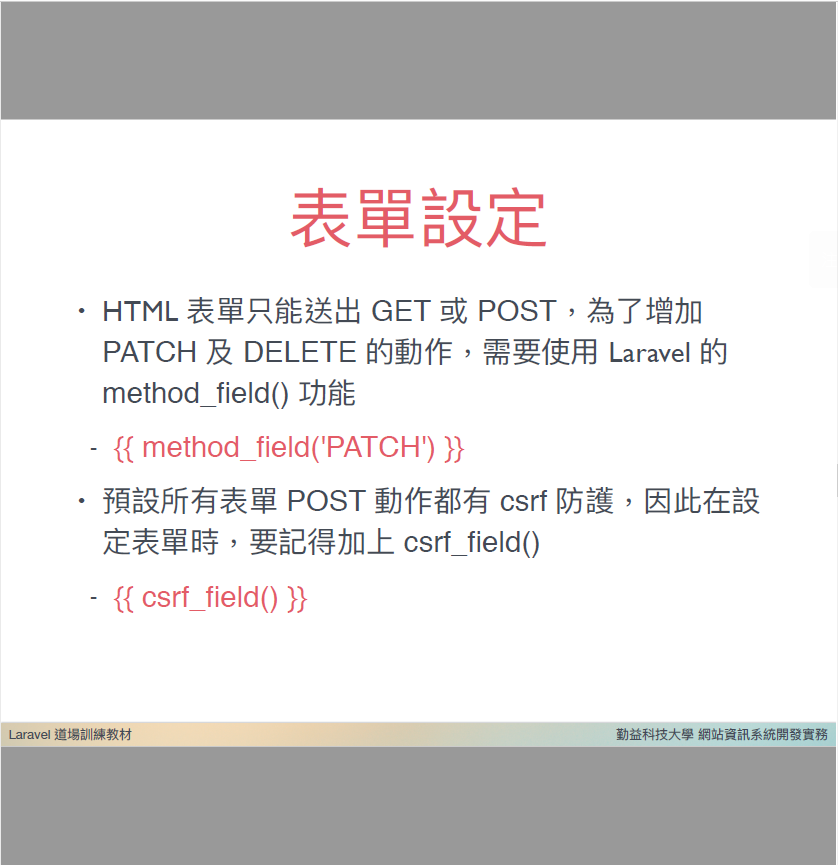 表單設定
• HTML 表單只能送出 GET 或 POST，為了增加
PATCH 及 DELETE 的動作，需要使用 Laravel 的
method_field() 功能
- {{ method_field('PATCH') }}
• 預設所有表單 POST 動作都有 csrf 防護，因此在設
定表單時，要記得加上 csrf_field()
- {{ csrf_field() }}
Laravel 道場訓練教材
勤益科技大學 網站資訊系統開發實務